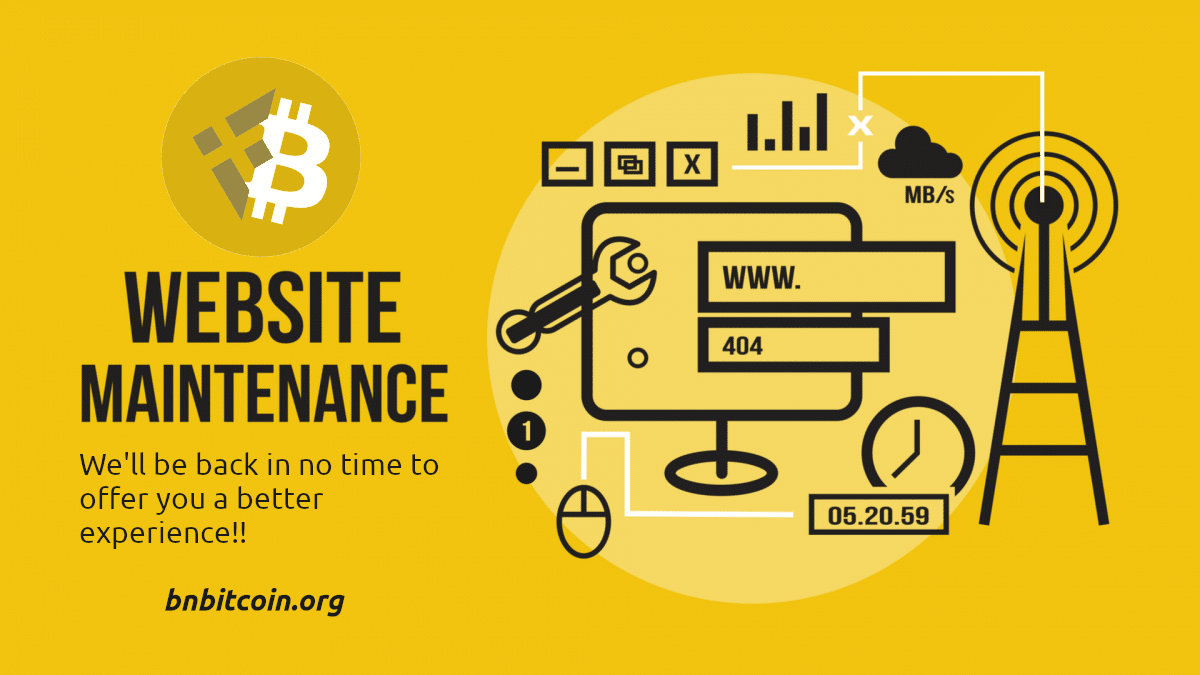 WEBSITE
MAINTENANCE
We'll be back in no time to
offer you a better
experience!!
bnbitcoin.org
X
X
MB/s
WWW.
404
1
05.20.59